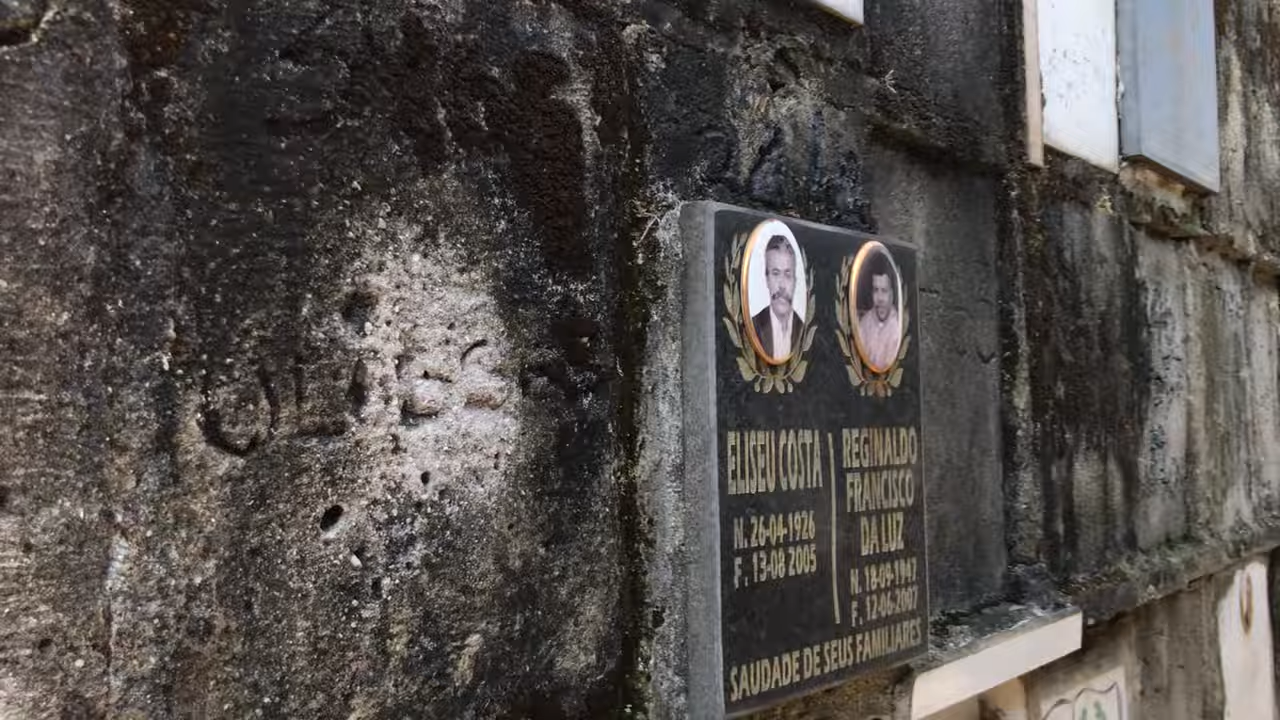 ELISEU COSTA
N. 26-04-1926
F. 13-08 2005
REGINALDO
FRANCISCO
DA LUZ
N. 18-09-1947
F. 12-06-2007
SAUDADE DE SEUS FAMILIARES